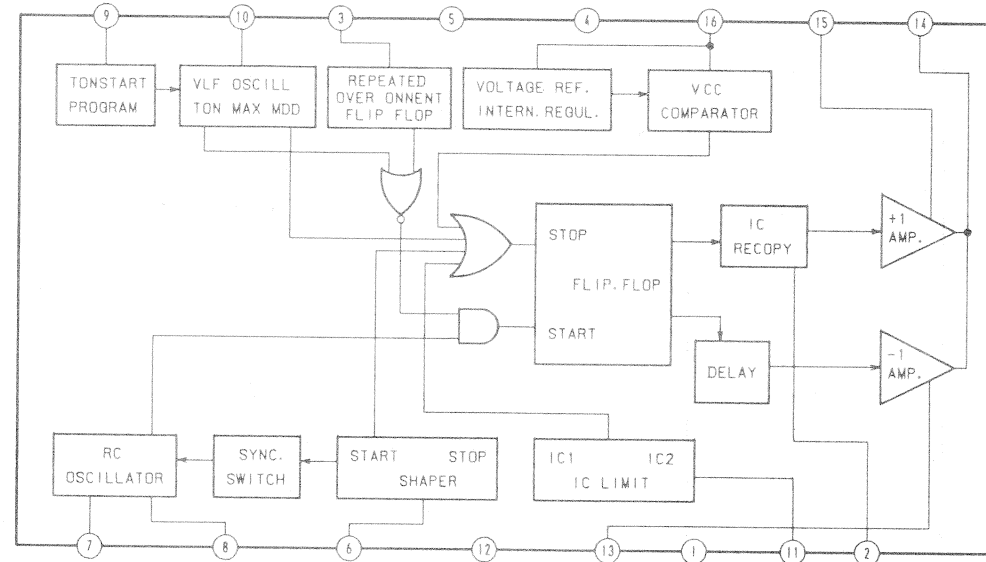 9
10
3
5
4
16
15
14
TONSTART
PROGRAM
VLF OSCILL
TON MAX MDD
REPEATED
OVER ONNENT
FLIP FLOP
VOLTAGE REF.
INTERN.REGUL.
VCC
COMPARATOR
STOP
FLIP.FLOP
START
IC
RECOPY
+1
AMP.
DELAY
-1
AMP.
RC
OSCILLATOR
SYNC.
SWITCH
START STOP
SHAPER
IC1 IC2
IC LIMIT
7
8
6
12
13
1
11
2